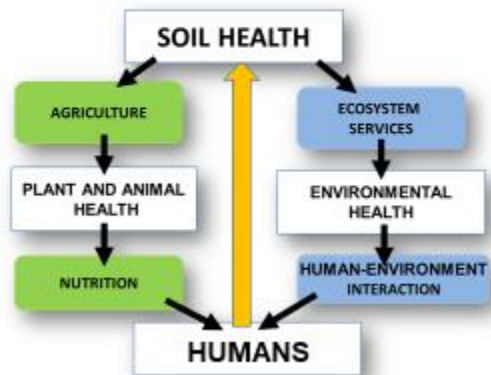 SOIL HEALTH
AGRICULTURE
PLANT AND ANIMAL
HEALTH
NUTRITION
ECOSYSTEM
SERVICES
ENVIRONMENTAL
HEALTH
HUMAN-ENVIRONMENT
INTERACTION
HUMANS